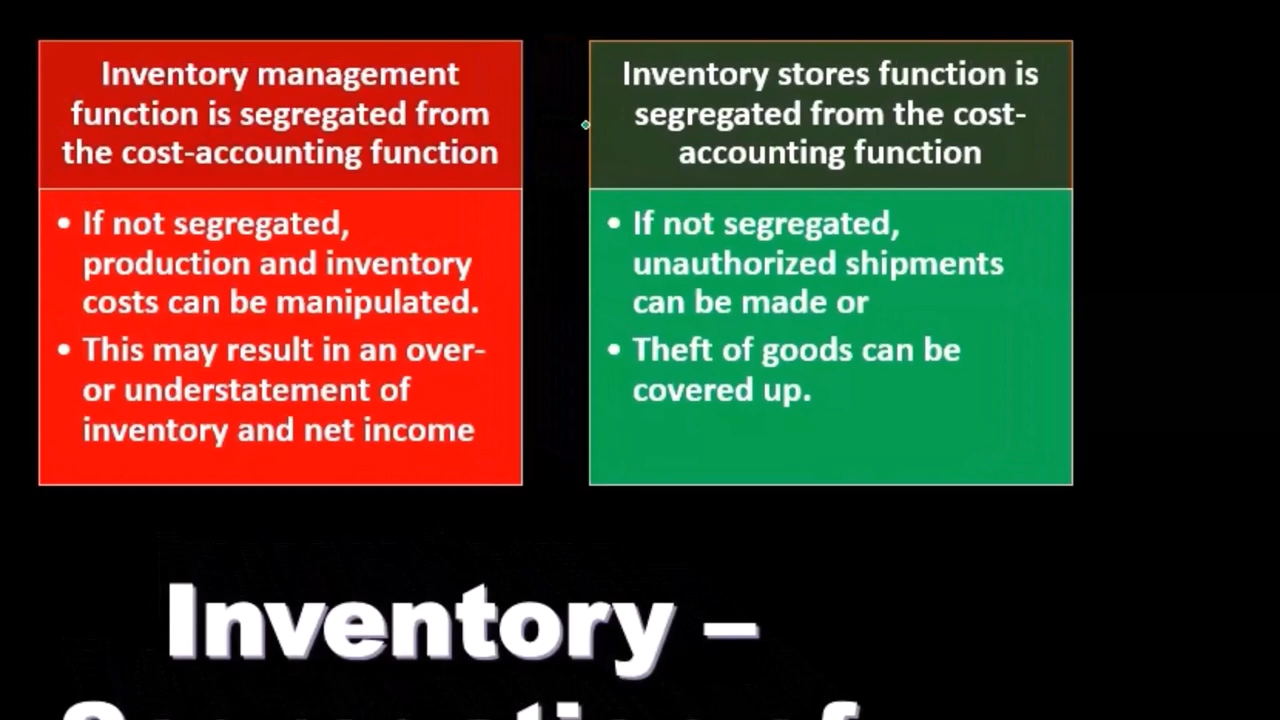 Inventory management
function is segregated from
the cost-accounting function
• If not segregated,
production and inventory
costs can be manipulated.
• This may result in an over-
or understatement of
inventory and net income
Inventory stores function is
segregated from the cost-
accounting function
• If not segregated,
unauthorized shipments
can be made or
• Theft of goods can be
covered up.
Inventory –